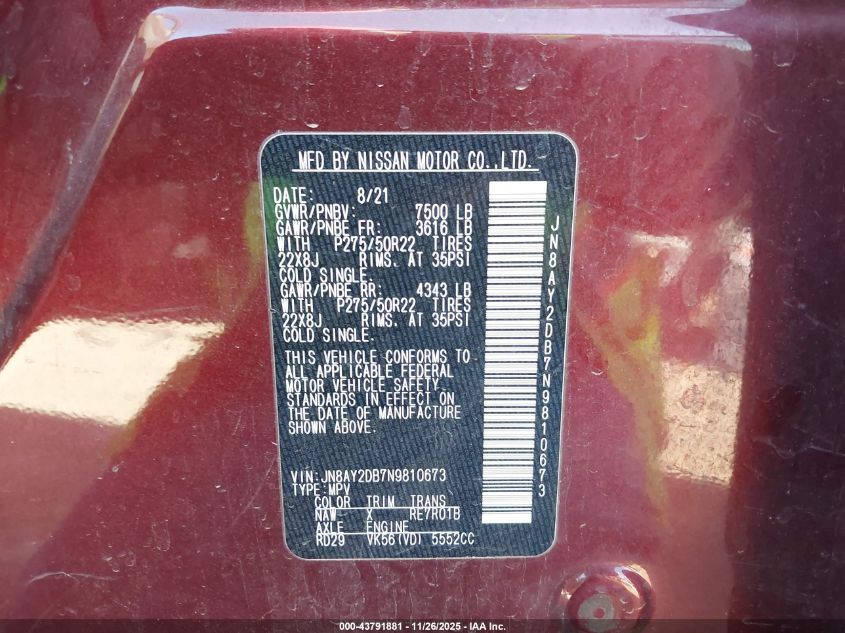 MFD BY NISSAN MOTOR CO.,LTD.
DATE: 8/21
GVWR/PNBV: 7500 LB
GAWR/PNBE FR: 3616 LB
WITH P275/50R22 TIRES
22X8J RIMS. AT 35PSI
COLD SINGLE.
GAWR/PNBE RR: 4343 LB
WITH P275/50R22 TIRES
22X8J RIMS. AT 35PSI
COLD SINGLE.
THIS VEHICLE CONFORMS TO
ALL APPLICABLE FEDERAL
MOTOR VEHICLE SAFETY
STANDARDS IN EFFECT ON
THE DATE OF MANUFACTURE
SHOWN ABOVE.
VIN:JN8AY2DB7N9810673
TYPE:MPV
COLOR TRIM TRANS
NAW X RE7R01B
AXLE ENGINE
RD29 VK56(VD) 5552CC
JN8AY2DB7N9810673
000-43791881 - 11/26/2025 - IAA Inc.